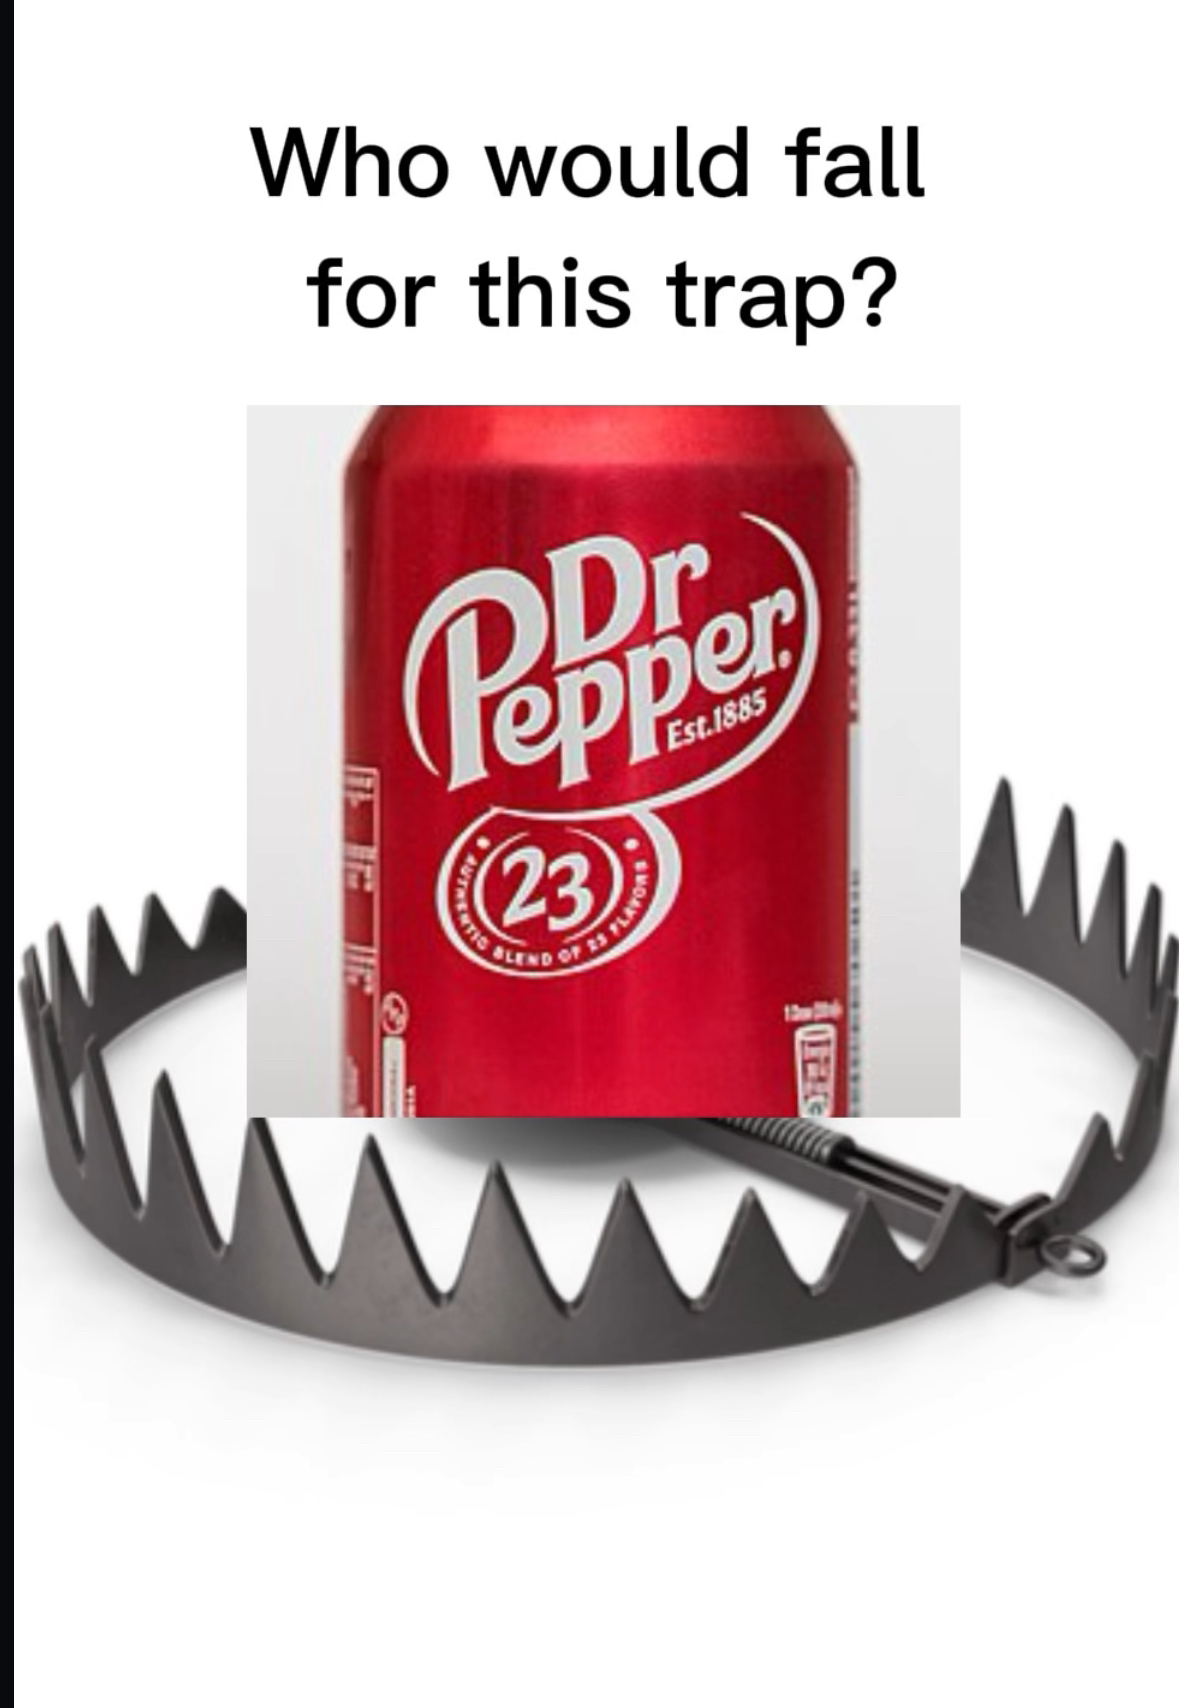 Who would fall
for this trap?
Dr
Pepper.
Est.1885
23
AUTHENTIC BLEND OF 23 FLAVORS